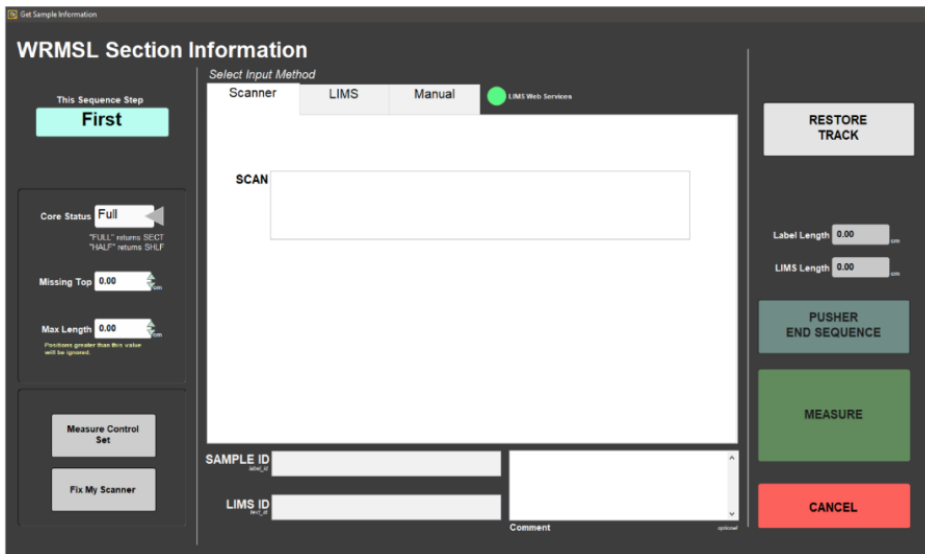 Get Sample Information
WRMSL Section Information
Select Input Method
Scanner
LIMS
Manual
LIMS Web Services
This Sequence Step
First
Core Status
Full
"FULL" returns SECT
"HALF" returns SHLF
Missing Top
0.00
cm
Max Length
0.00
cm
Positions greater than this value
will be ignored.
Measure Control
Set
Fix My Scanner
SCAN
SAMPLE ID
label_id
LIMS ID
text_id
Comment
optional
RESTORE
TRACK
Label Length
0.00
cm
LIMS Length
0.00
cm
PUSHER
END SEQUENCE
MEASURE
CANCEL